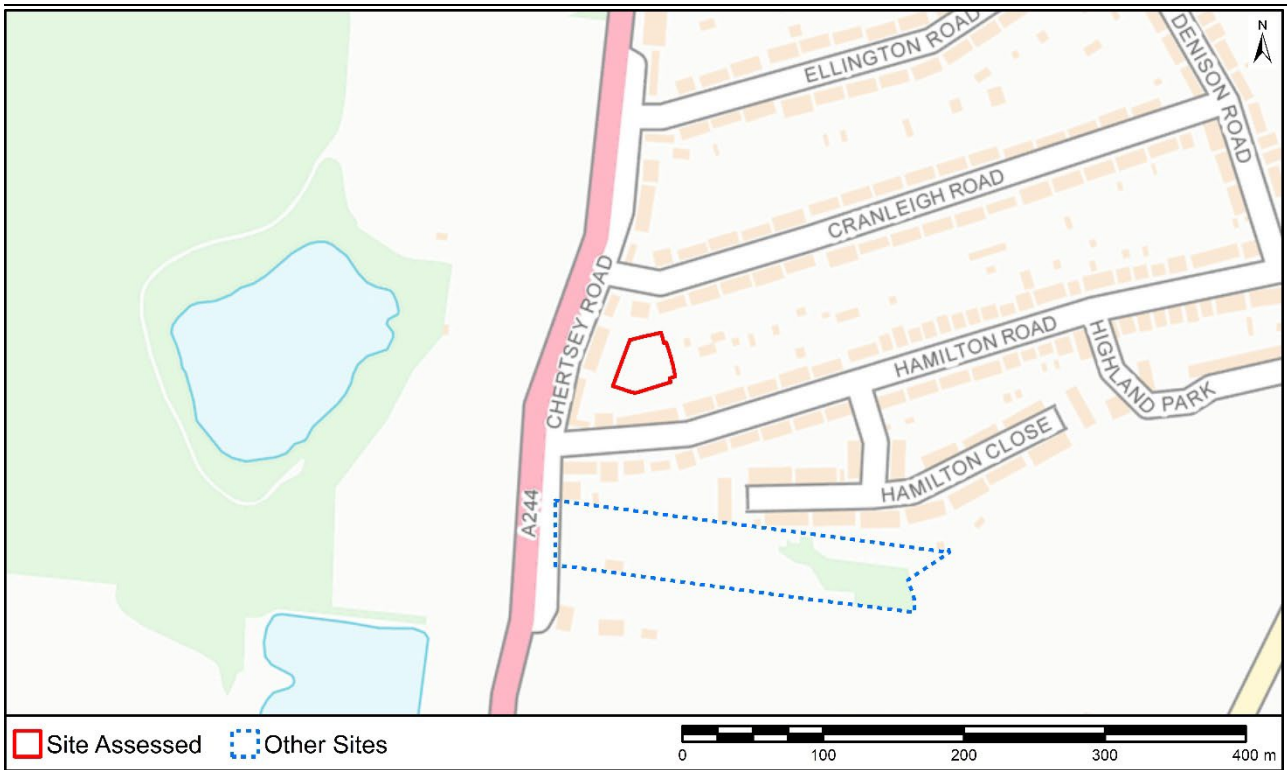 N
ELLINGTON ROAD
DENISON ROAD
CRANLEIGH ROAD
CHERTSEY ROAD
HAMILTON ROAD
HIGHLAND PARK
HAMILTON CLOSE
A244
Site Assessed
Other Sites
0 100 200 300 400 m